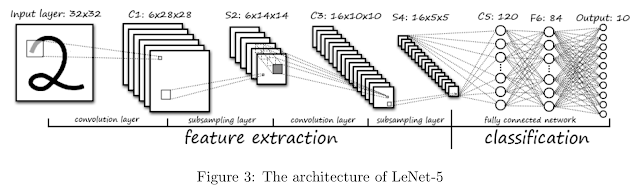 Input layer: 32x32 C1: 6x28x28 S2: 6x14x14 C3: 16x10x10 S4: 16x5x5 C5: 120 F6: 84 Output: 10
convolution layer subsampling layer convolution layer subsampling layer fully connected network
feature extraction classification
Figure 3: The architecture of LeNet-5